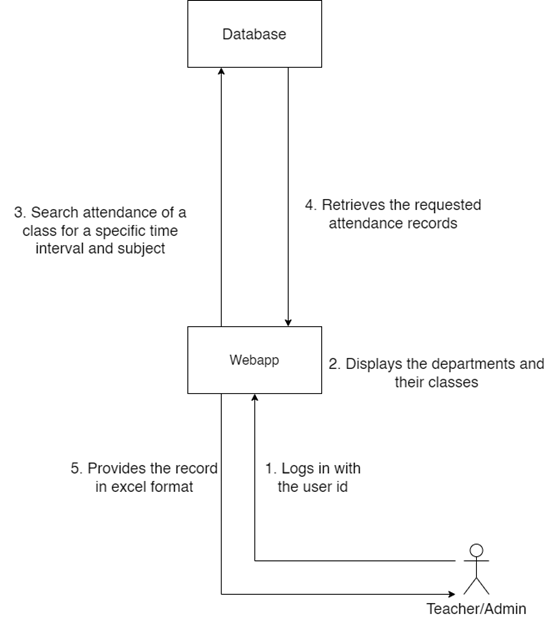 Database
3. Search attendance of a
class for a specific time
interval and subject
4. Retrieves the requested
attendance records
Webapp
2. Displays the departments and
their classes
5. Provides the record
in excel format
1. Logs in with
the user id
Teacher/Admin